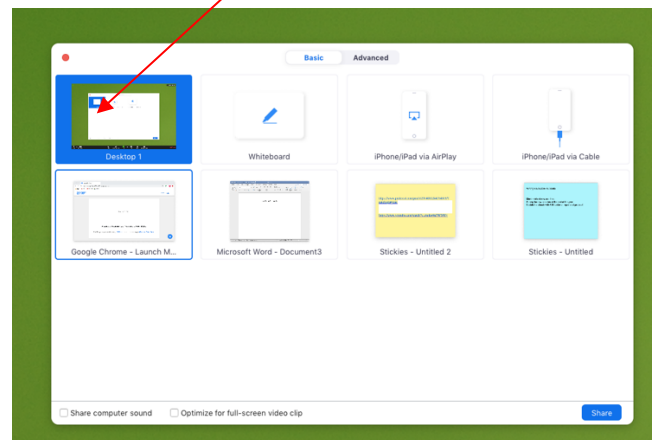 Basic Advanced
Desktop 1 Whiteboard iPhone/iPad via AirPlay iPhone/iPad via Cable
Google Chrome - Launch M... Microsoft Word - Document3 Stickies - Untitled 2 Stickies - Untitled
Share computer sound Optimize for full-screen video clip Share